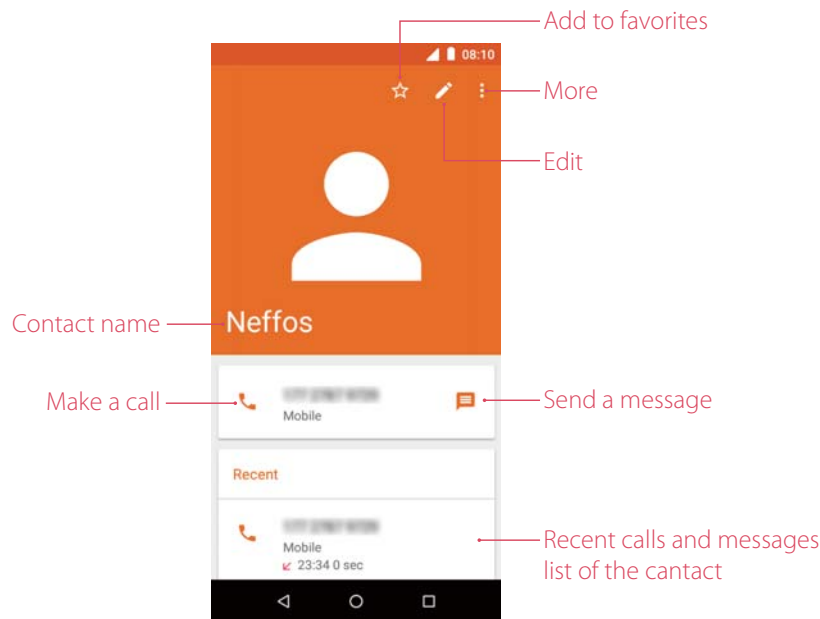 Add to favorites
08:10
More
Edit
Contact name
Neffos
Make a call
Mobile
Send a message
Recent
Mobile
23:34 0 sec
Recent calls and messages
list of the cantact